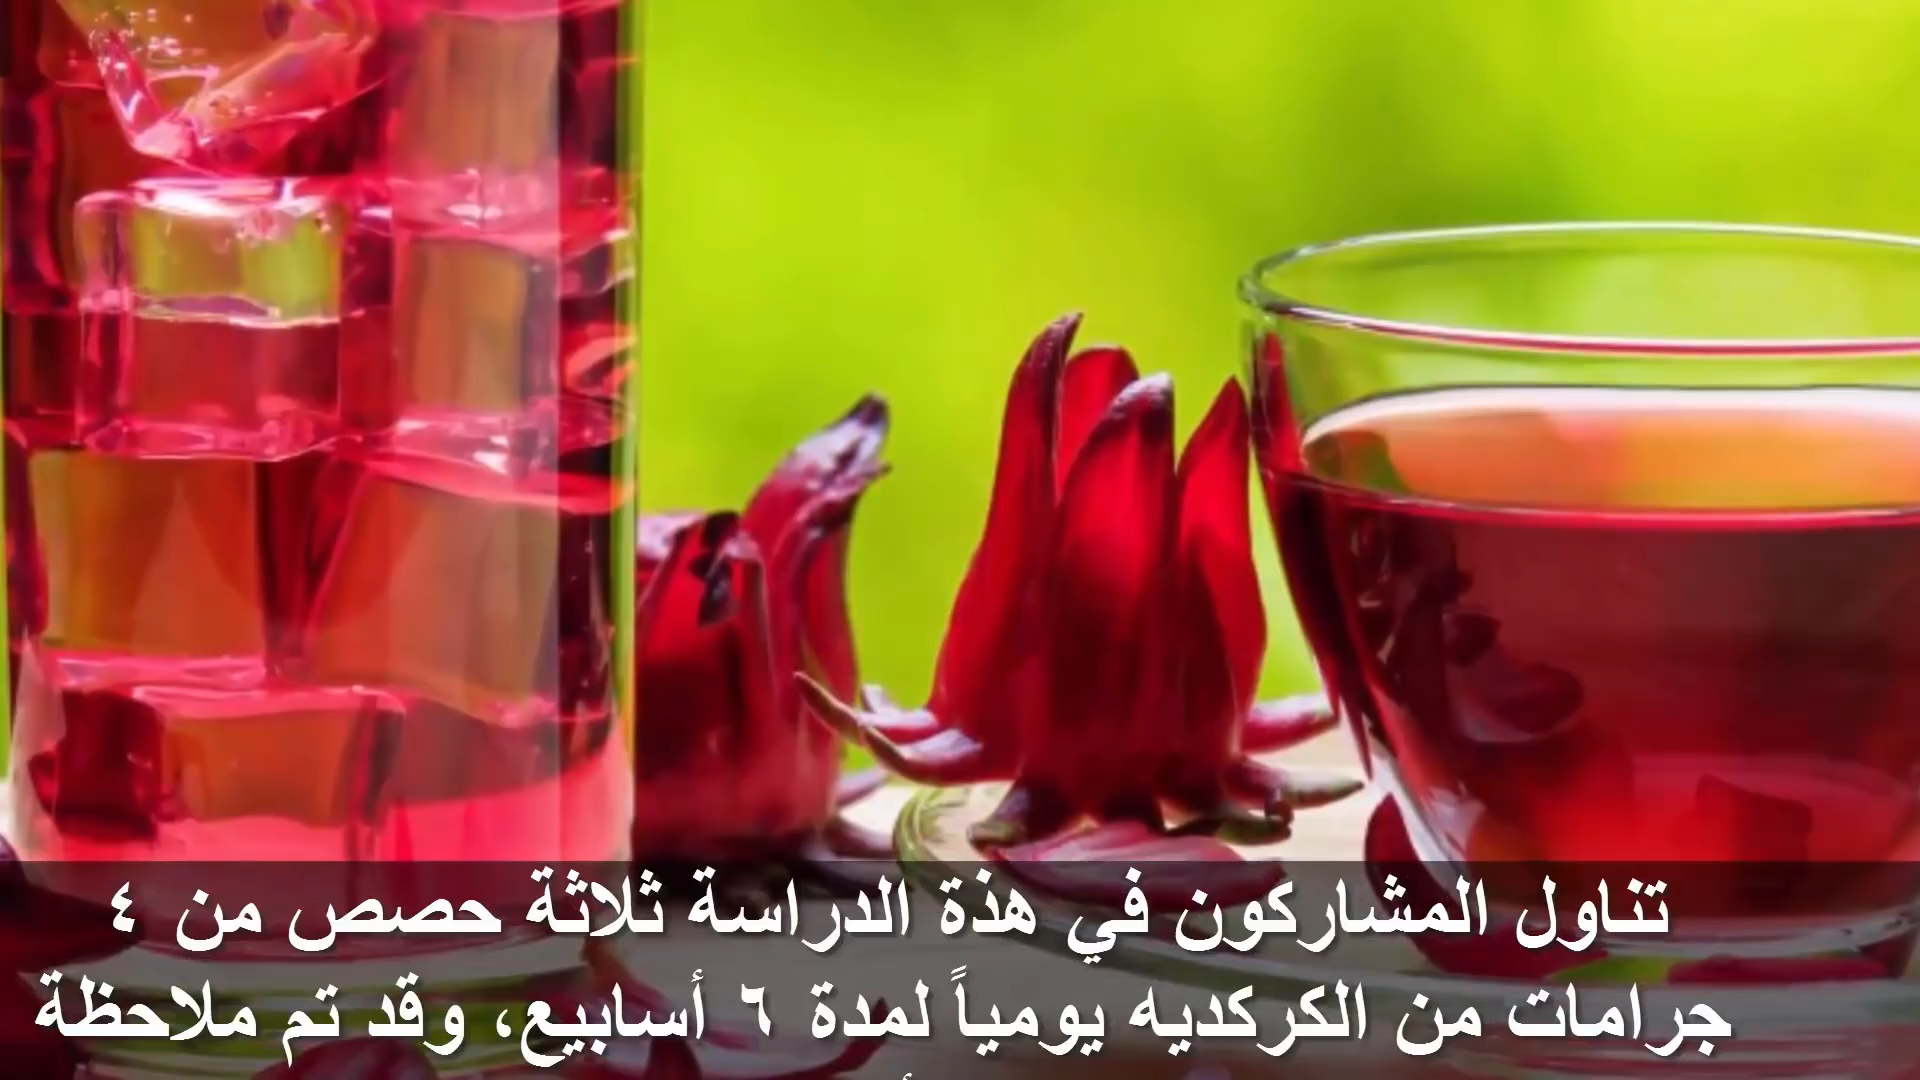 تناول المشاركون في هذة الدراسة ثلاثة حصص من ٤
جرامات من الكركديه يومياً لمدة ٦ أسابيع، وقد تم ملاحظة